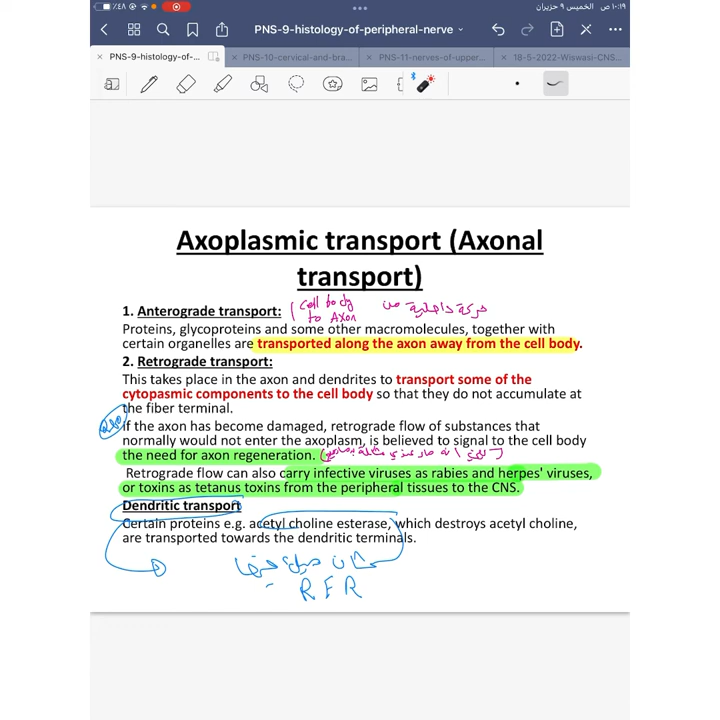 ١٠:١٩ ص الخميس ٩ حزيران
٤٨٪
PNS-9-histology-of-peripheral-nerve
PNS-9-histology-of-...
PNS-10-cervical-and-bra...
PNS-11-nerves-of-upper...
18-5-2022-Wiswasi-CNS...
Axoplasmic transport (Axonal
transport)
1. Anterograde transport:
حركة داخلية من
cell body
to Axon
Proteins, glycoproteins and some other macromolecules, together with
certain organelles are transported along the axon away from the cell body.
2. Retrograde transport:
This takes place in the axon and dendrites to transport some of the
cytopasmic components to the cell body so that they do not accumulate at
the fiber terminal.
If the axon has become damaged, retrograde flow of substances that
normally would not enter the axoplasm, is believed to signal to the cell body
the need for axon regeneration.
Retrograde flow can also carry infective viruses as rabies and herpes' viruses,
or toxins as tetanus toxins from the peripheral tissues to the CNS.
Dendritic transport
Certain proteins e.g. acetyl choline esterase, which destroys acetyl choline,
are transported towards the dendritic terminals.